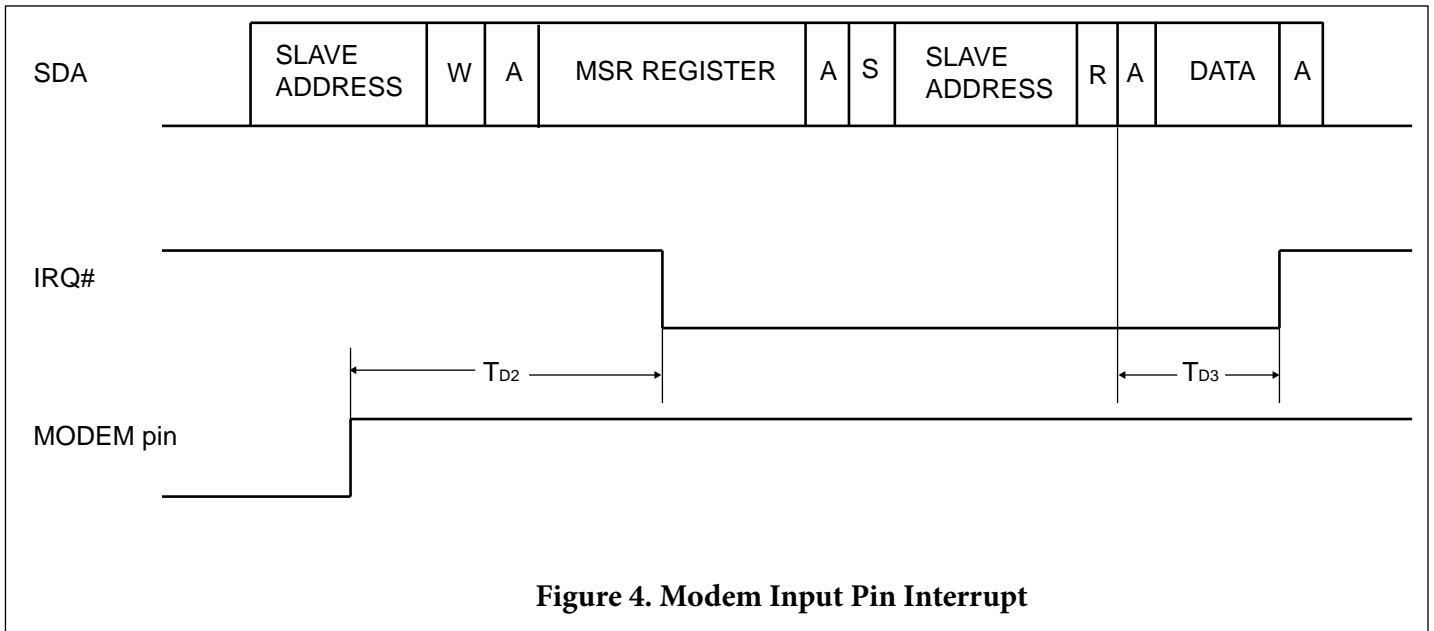 SDA
SLAVE
ADDRESS
W
A
MSR REGISTER
A
S
SLAVE
ADDRESS
R
A
DATA
A
IRQ#
TD2
TD3
MODEM pin
Figure 4. Modem Input Pin Interrupt